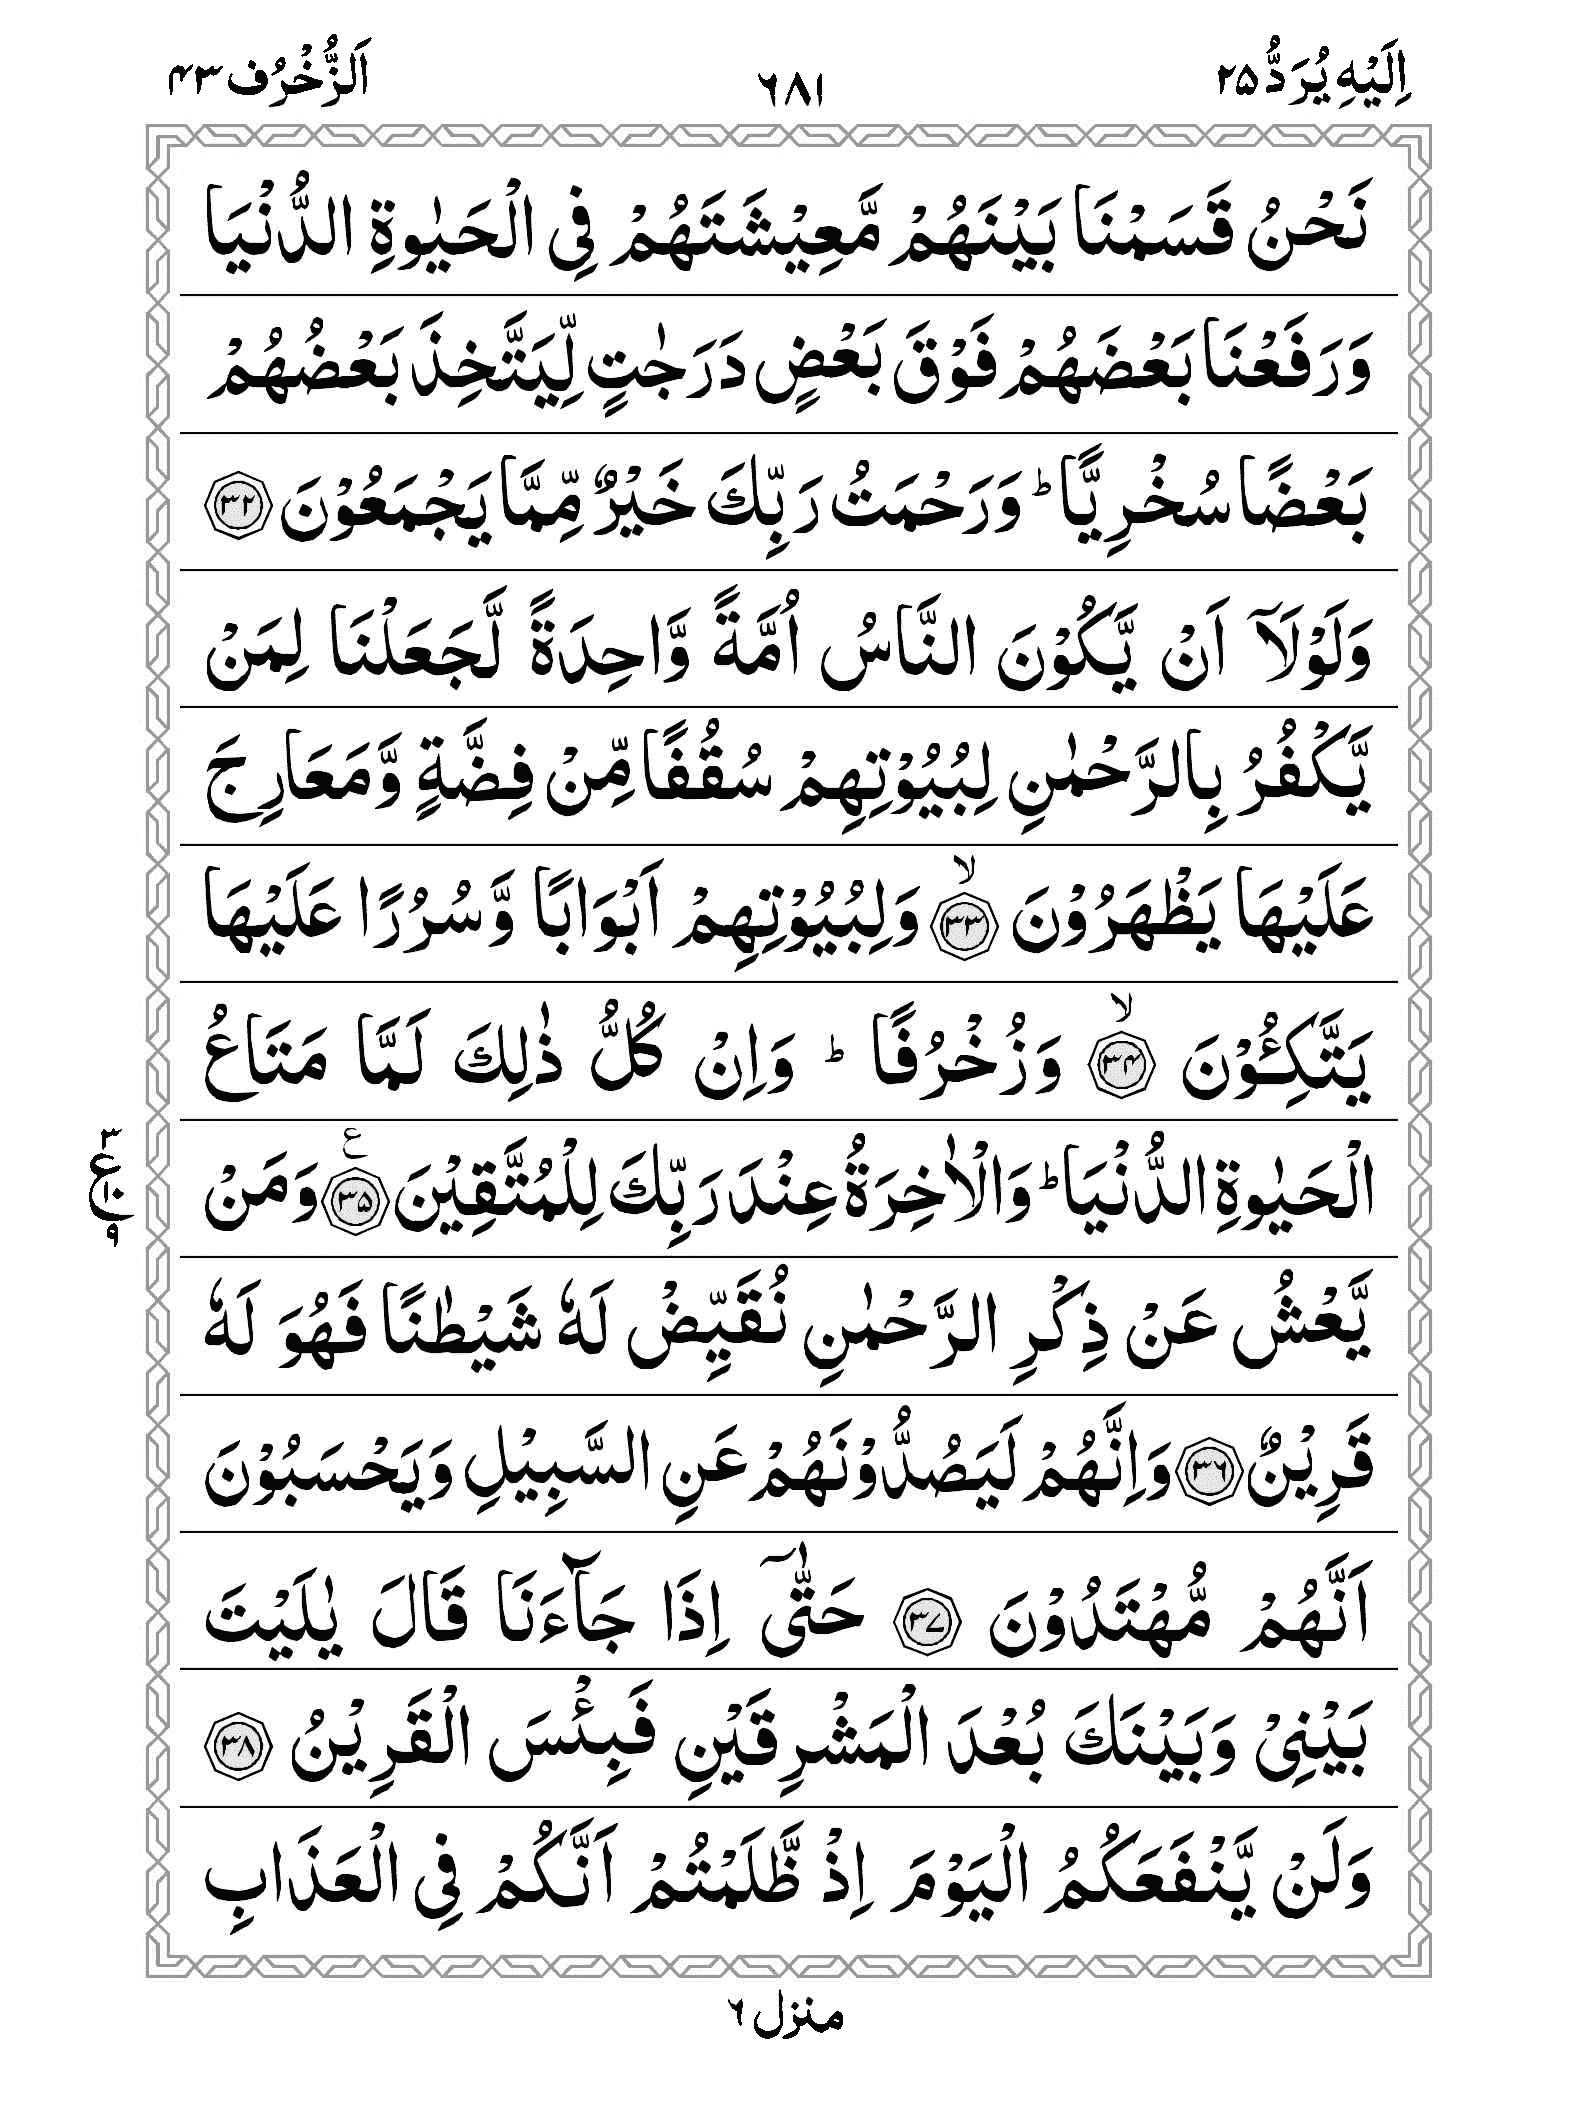 اِلَيْهِ يُرَدُّ ٢٥ ٦٨١ اَلزُّخْرُف ٤٣
نَحْنُ قَسَمْنَا بَيْنَهُمْ مَّعِيْشَتَهُمْ فِى الْحَيٰوةِ الدُّنْيَا
وَرَفَعْنَا بَعْضَهُمْ فَوْقَ بَعْضٍ دَرَجٰتٍ لِّيَتَّخِذَ بَعْضُهُمْ
بَعْضًا سُخْرِيًّا ؕ وَرَحْمَتُ رَبِّكَ خَيْرٌ مِّمَّا يَجْمَعُوْنَ ٣٢
وَلَوْلَاۤ اَنْ يَّكُوْنَ النَّاسُ اُمَّةً وَّاحِدَةً لَّجَعَلْنَا لِمَنْ
يَّكْفُرُ بِالرَّحْمٰنِ لِبُيُوْتِهِمْ سُقُفًا مِّنْ فِضَّةٍ وَّمَعَارِجَ
عَلَيْهَا يَظْهَرُوْنَ ۙ ٣٣ وَلِبُيُوْتِهِمْ اَبْوَابًا وَّسُرُرًا عَلَيْهَا
يَتَّكِـُٔوْنَ ۙ ٣٤ وَزُخْرُفًا ؕ وَاِنْ كُلُّ ذٰلِكَ لَمَّا مَتَاعُ
الْحَيٰوةِ الدُّنْيَا ؕ وَالْاٰخِرَةُ عِنْدَ رَبِّكَ لِلْمُتَّقِيْنَ ٣٥ ع وَمَنْ
٣ ع ١٠ ٩
يَّعْشُ عَنْ ذِكْرِ الرَّحْمٰنِ نُقَيِّضْ لَهٗ شَيْطٰنًا فَهُوَ لَهٗ
قَرِيْنٌ ٣٦ وَاِنَّهُمْ لَيَصُدُّوْنَهُمْ عَنِ السَّبِيْلِ وَيَحْسَبُوْنَ
اَنَّهُمْ مُّهْتَدُوْنَ ٣٧ حَتّٰٓى اِذَا جَآءَنَا قَالَ يٰلَيْتَ
بَيْنِىْ وَبَيْنَكَ بُعْدَ الْمَشْرِقَيْنِ فَبِئْسَ الْقَرِيْنُ ٣٨
وَلَنْ يَّنْفَعَكُمُ الْيَوْمَ اِذْ ظَّلَمْتُمْ اَنَّكُمْ فِى الْعَذَابِ
منزل ٦